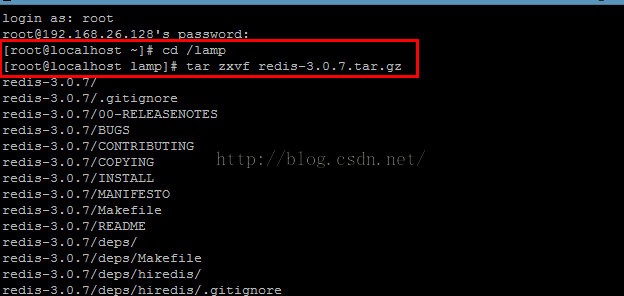 login as: root
root@192.168.26.128's password:
[root@localhost ~]# cd /lamp
[root@localhost lamp]# tar zxvf redis-3.0.7.tar.gz
redis-3.0.7/
redis-3.0.7/.gitignore
redis-3.0.7/00-RELEASENOTES
redis-3.0.7/BUGS
redis-3.0.7/CONTRIBUTING
redis-3.0.7/COPYING
http://blog.csdn.net/
redis-3.0.7/INSTALL
redis-3.0.7/MANIFESTO
redis-3.0.7/Makefile
redis-3.0.7/README
redis-3.0.7/deps/
redis-3.0.7/deps/Makefile
redis-3.0.7/deps/hiredis/
redis-3.0.7/deps/hiredis/.gitignore